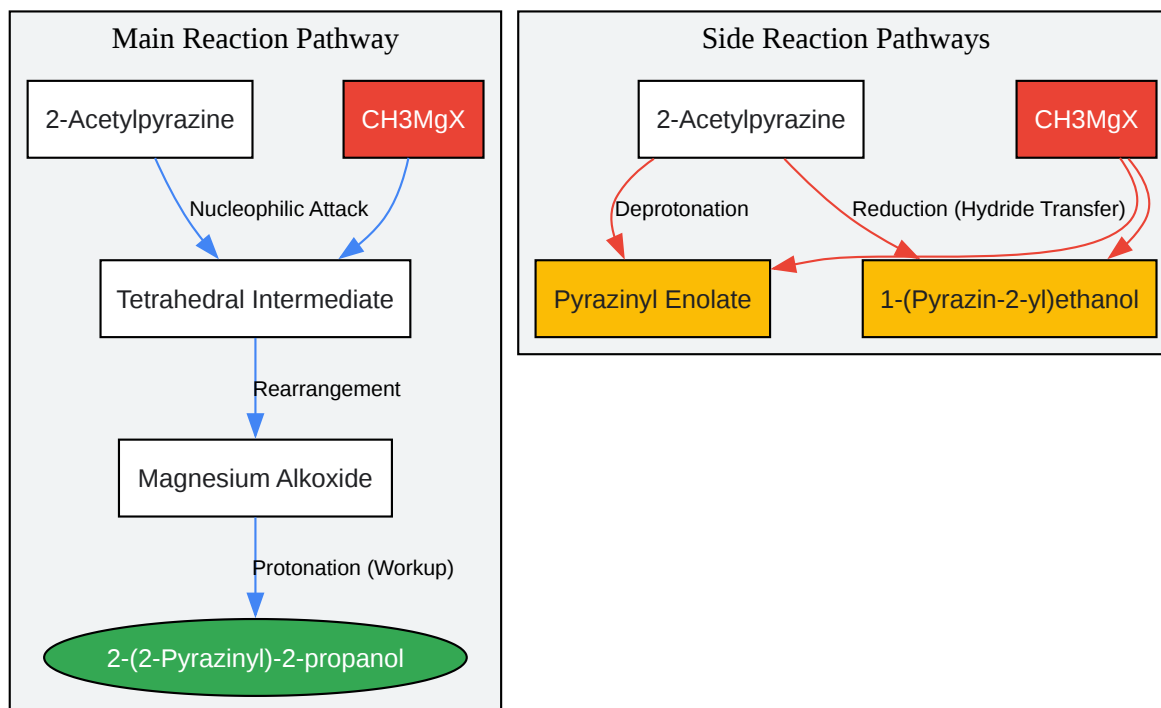 Main Reaction Pathway
2-Acetylpyrazine
CH3MgX
Nucleophilic Attack
Tetrahedral Intermediate
Rearrangement
Magnesium Alkoxide
Protonation (Workup)
2-(2-Pyrazinyl)-2-propanol
Side Reaction Pathways
2-Acetylpyrazine
CH3MgX
Deprotonation
Reduction (Hydride Transfer)
Pyrazinyl Enolate
1-(Pyrazin-2-yl)ethanol